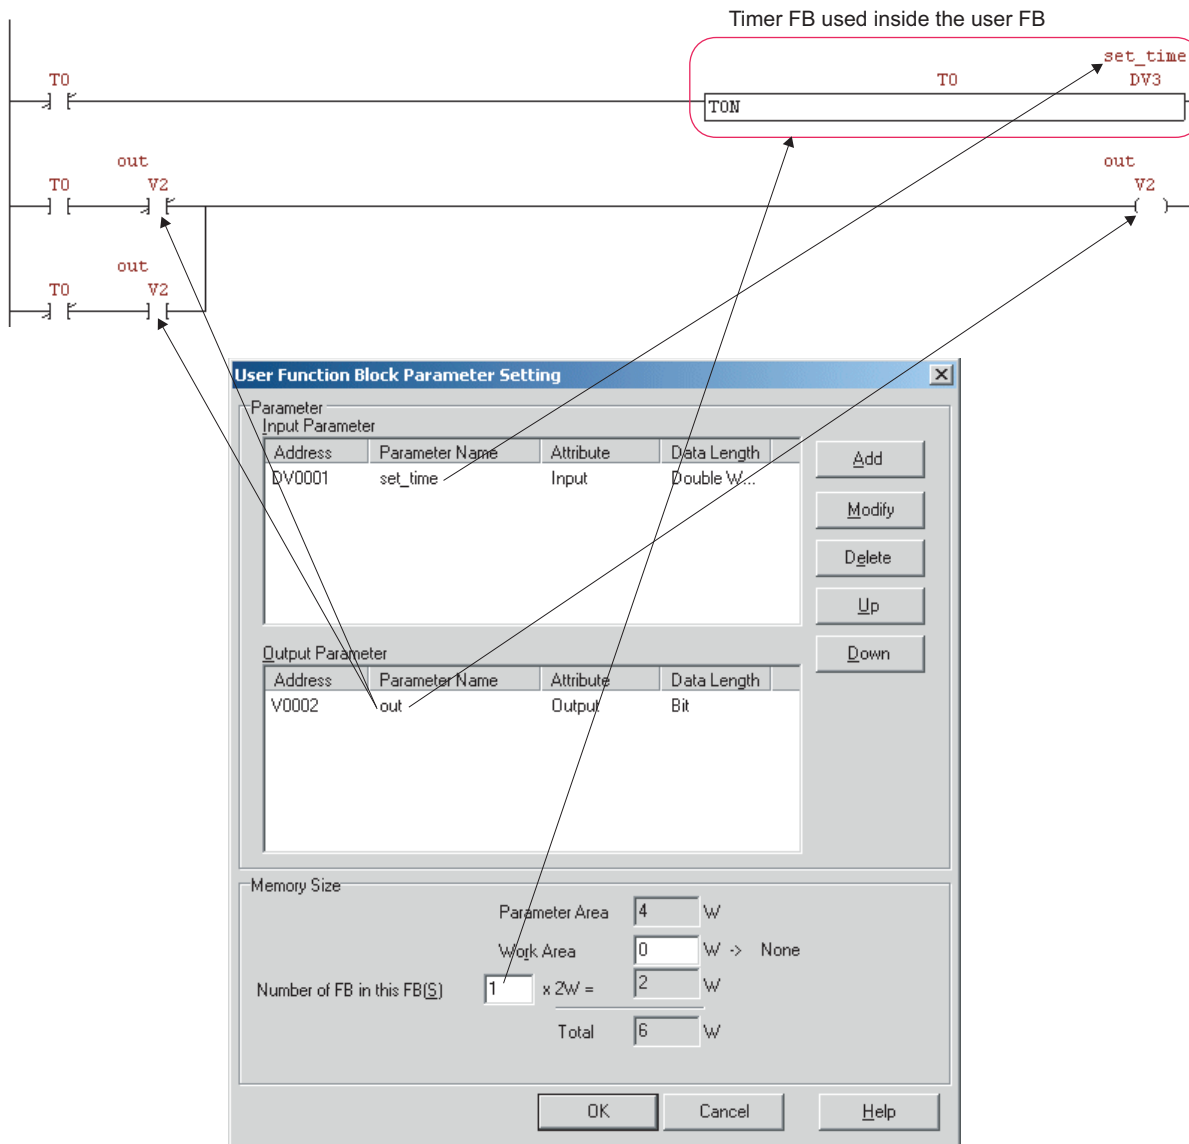 Timer FB used inside the user FB
set_time
T0 T0 DV3
TON
out out
T0 V2 V2
out
T0 V2
User Function Block Parameter Setting
Parameter
Input Parameter
Address Parameter Name Attribute Data Length
DV0001 set_time Input Double W...
Add
Modify
Delete
Up
Down
Output Parameter
Address Parameter Name Attribute Data Length
V0002 out Output Bit
Memory Size
Parameter Area 4 W
Work Area 0 W -> None
Number of FB in this FB(S) 1 x 2W = 2 W
Total 6 W
OK Cancel Help